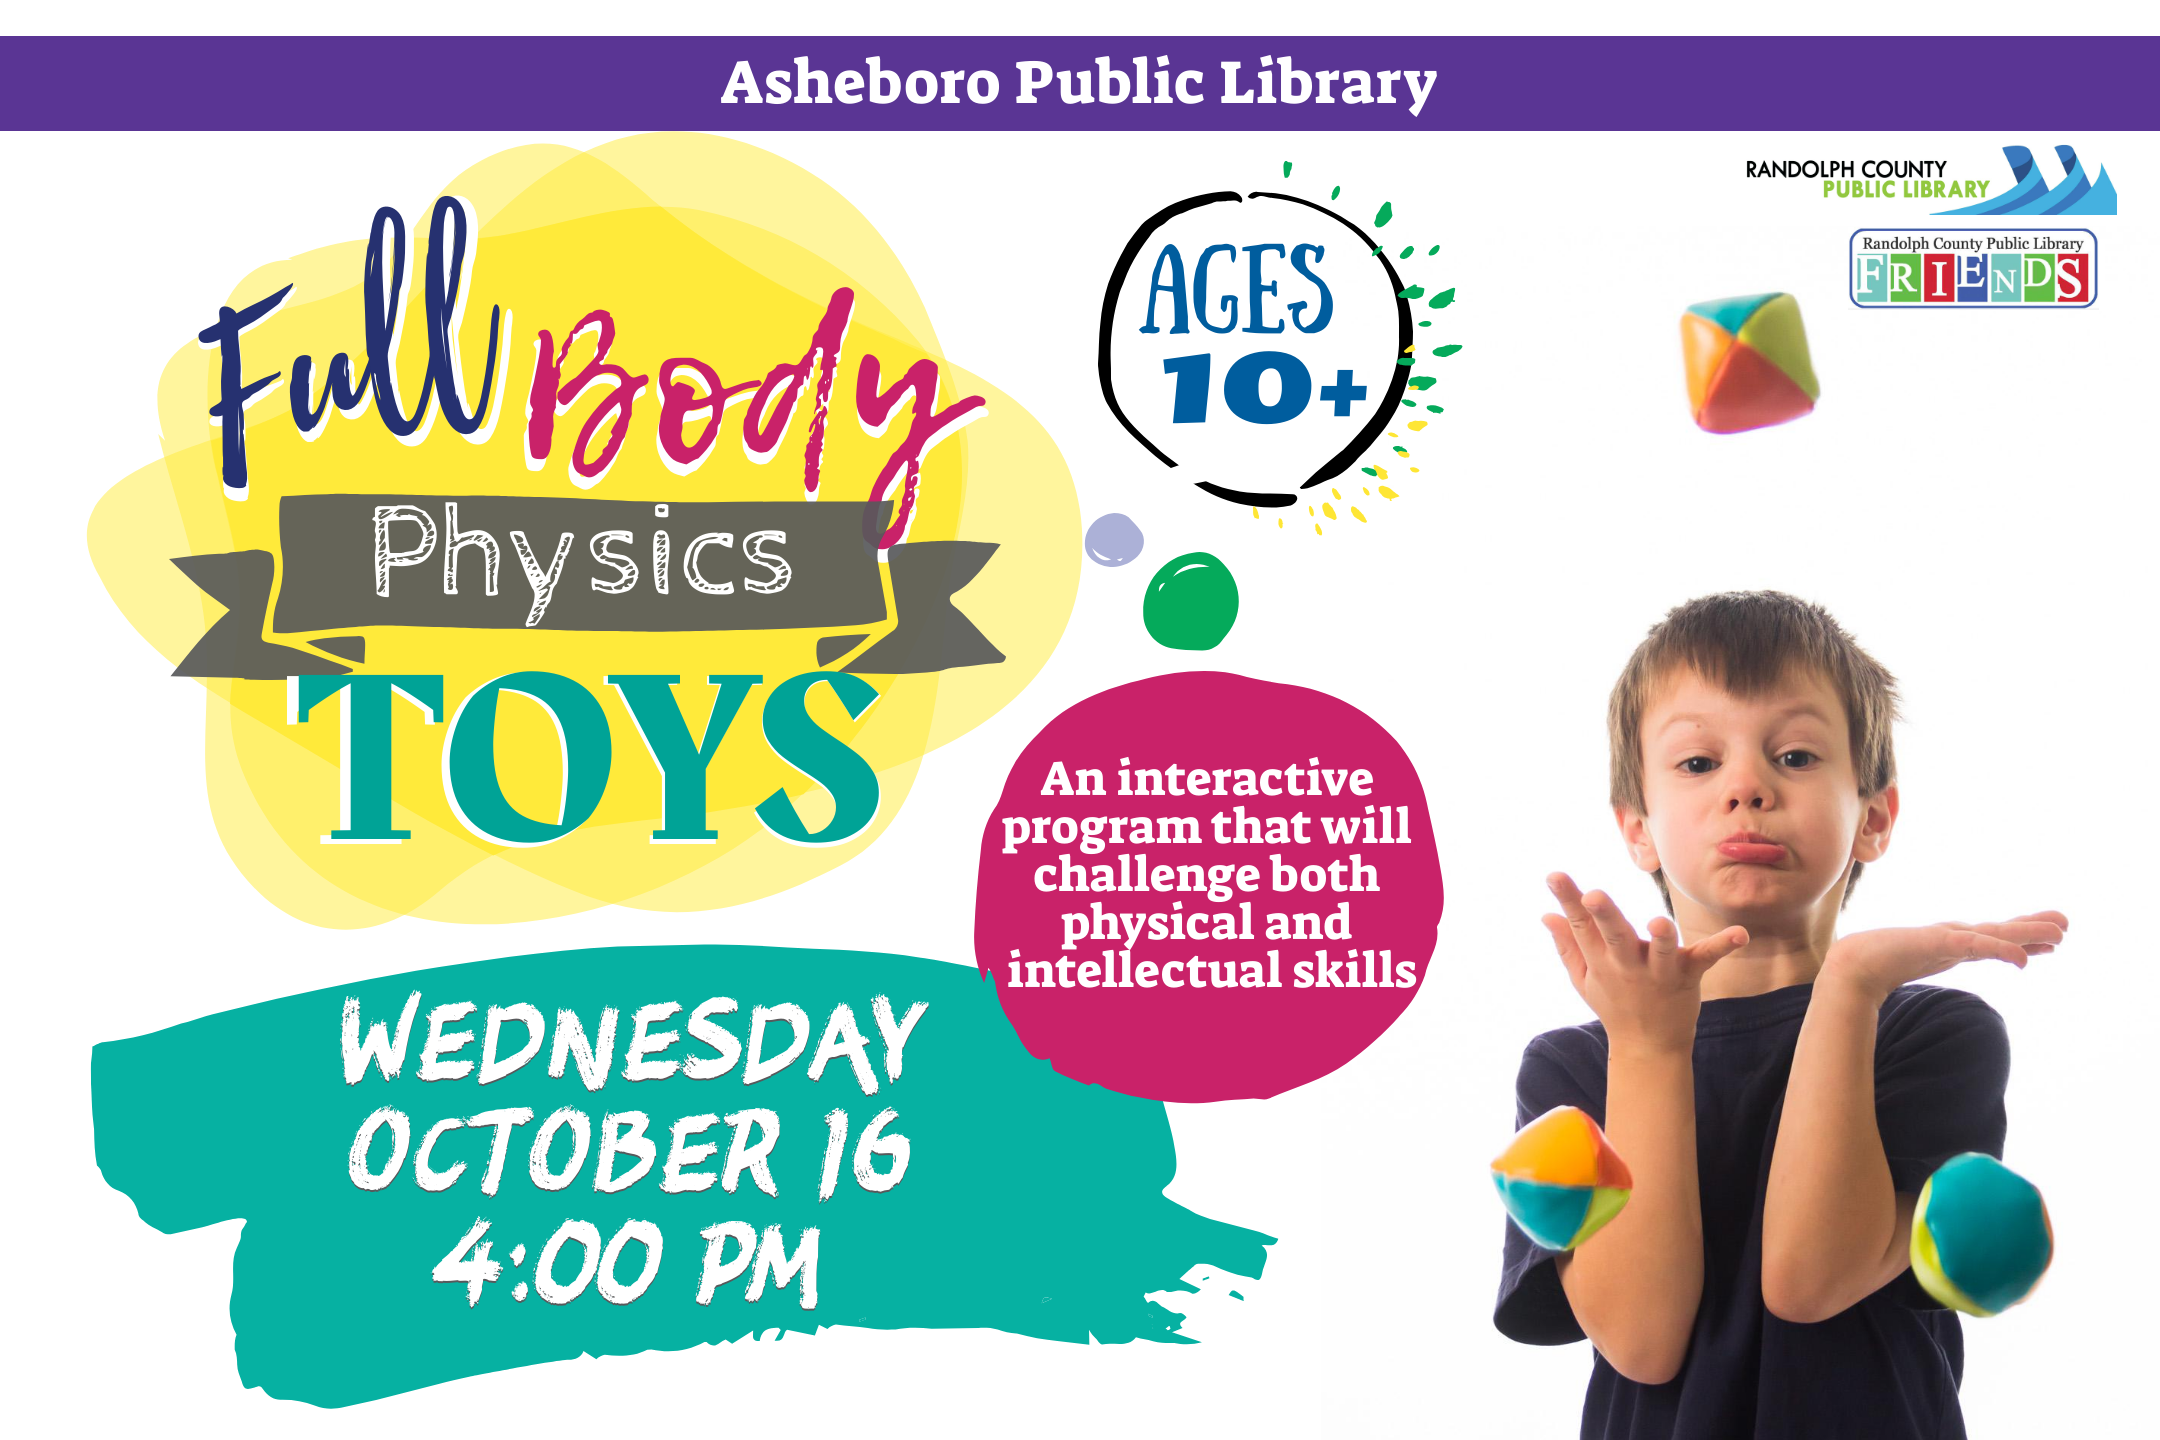 Asheboro Public Library
RANDOLPH COUNTY
PUBLIC LIBRARY
Randolph County Public Library
FRIENDS
Full Body
Physics
TOYS
AGES
10+
An interactive
program that will
challenge both
physical and
intellectual skills
WEDNESDAY
OCTOBER 16
4:00 PM